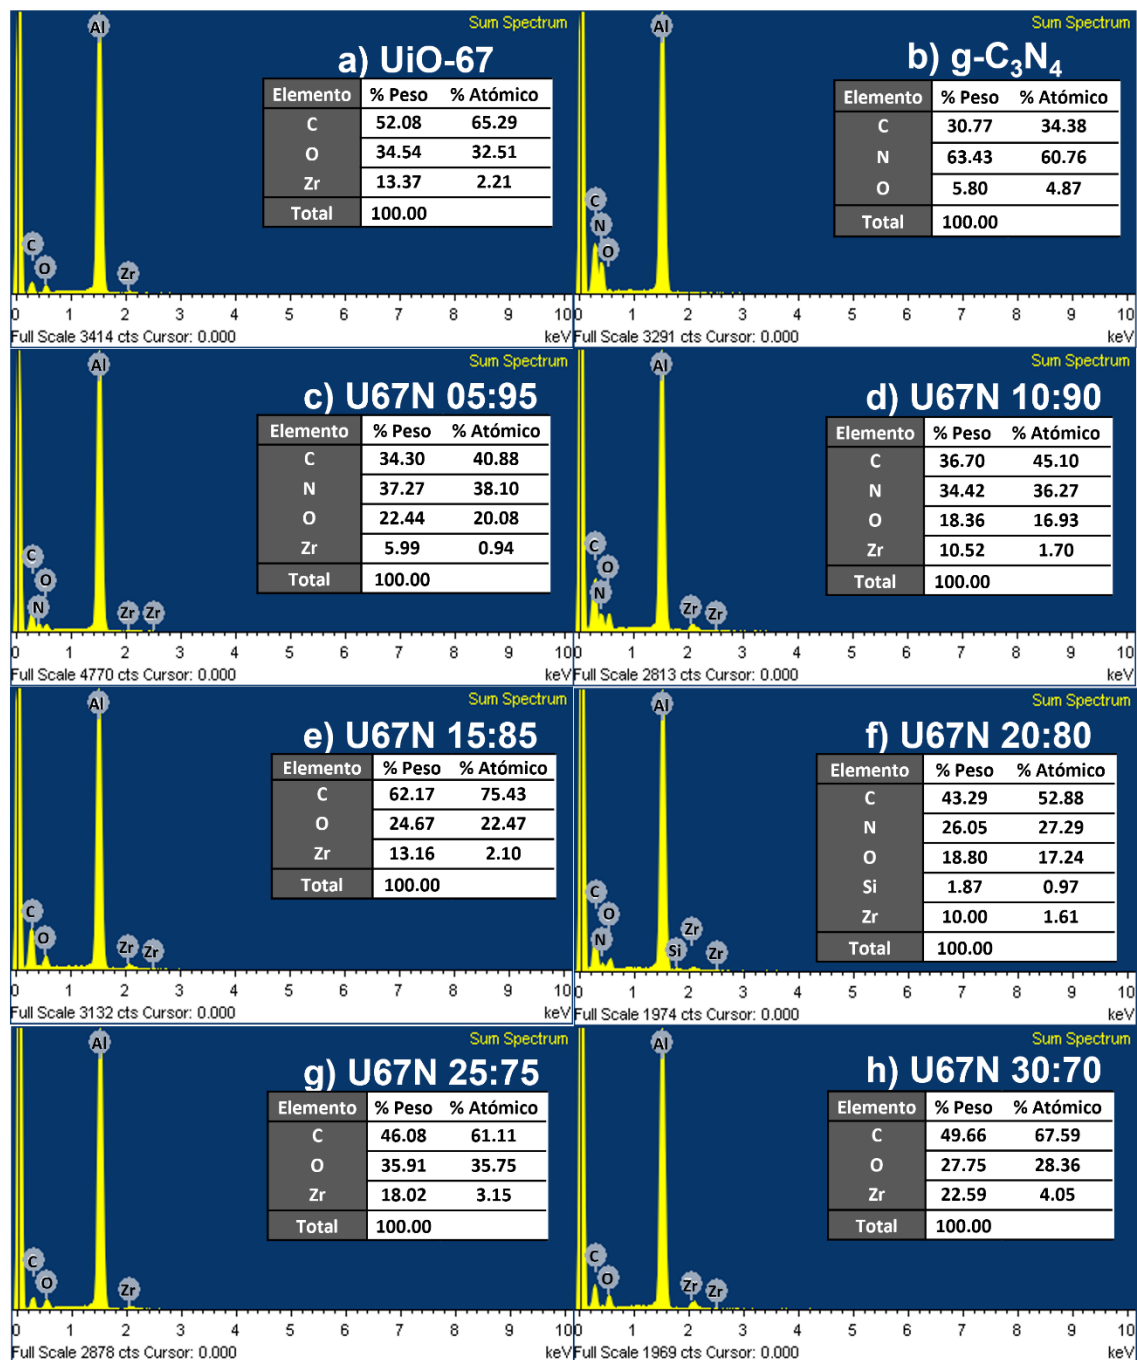 Sum Spectrum
Al
a) UiO-67
Elemento % Peso % Atómico
C 52.08 65.29
O 34.54 32.51
Zr 13.37 2.21
Total 100.00
C
O
Zr
0 1 2 3 4 5 6 7 8 9 10
Full Scale 3414 cts Cursor: 0.000 keV
Sum Spectrum
Al
b) g-C₃N₄
Elemento % Peso % Atómico
C 30.77 34.38
N 63.43 60.76
O 5.80 4.87
Total 100.00
C
N
O
0 1 2 3 4 5 6 7 8 9 10
Full Scale 3291 cts Cursor: 0.000 keV
Sum Spectrum
Al
c) U67N 05:95
Elemento % Peso % Atómico
C 34.30 40.88
N 37.27 38.10
O 22.44 20.08
Zr 5.99 0.94
Total 100.00
C
O
N
Zr Zr
0 1 2 3 4 5 6 7 8 9 10
Full Scale 4770 cts Cursor: 0.000 keV
Sum Spectrum
Al
d) U67N 10:90
Elemento % Peso % Atómico
C 36.70 45.10
N 34.42 36.27
O 18.36 16.93
Zr 10.52 1.70
Total 100.00
C
O
N
Zr Zr
0 1 2 3 4 5 6 7 8 9 10
Full Scale 2813 cts Cursor: 0.000 keV
Sum Spectrum
Al
e) U67N 15:85
Elemento % Peso % Atómico
C 62.17 75.43
O 24.67 22.47
Zr 13.16 2.10
Total 100.00
C
O
Zr Zr
0 1 2 3 4 5 6 7 8 9 10
Full Scale 3132 cts Cursor: 0.000 keV
Sum Spectrum
Al
f) U67N 20:80
Elemento % Peso % Atómico
C 43.29 52.88
N 26.05 27.29
O 18.80 17.24
Si 1.87 0.97
Zr 10.00 1.61
Total 100.00
C
O
N
Si
Zr
Zr
0 1 2 3 4 5 6 7 8 9 10
Full Scale 1974 cts Cursor: 0.000 keV
Sum Spectrum
Al
g) U67N 25:75
Elemento % Peso % Atómico
C 46.08 61.11
O 35.91 35.75
Zr 18.02 3.15
Total 100.00
C
O
Zr
0 1 2 3 4 5 6 7 8 9 10
Full Scale 2878 cts Cursor: 0.000 keV
Sum Spectrum
Al
h) U67N 30:70
Elemento % Peso % Atómico
C 49.66 67.59
O 27.75 28.36
Zr 22.59 4.05
Total 100.00
C
O
Zr Zr
0 1 2 3 4 5 6 7 8 9 10
Full Scale 1969 cts Cursor: 0.000 keV